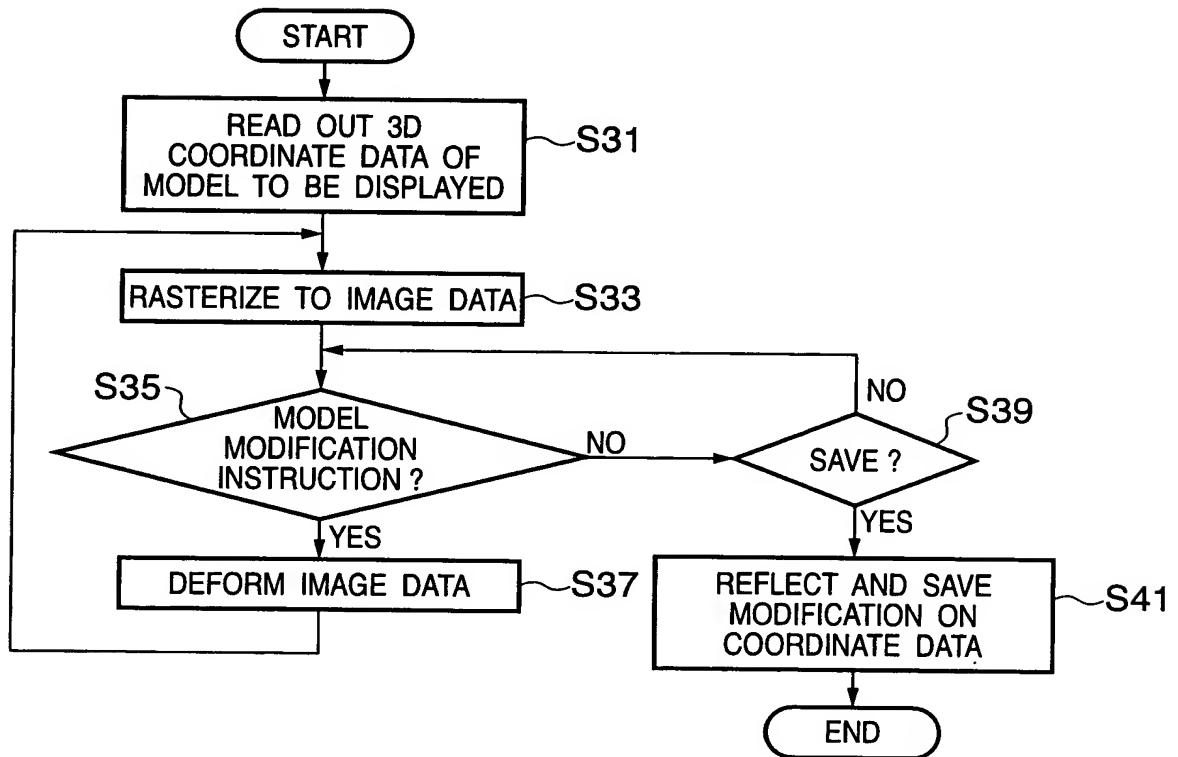 START
READ OUT 3D
COORDINATE DATA OF
MODEL TO BE DISPLAYED
S31
RASTERIZE TO IMAGE DATA
S33
S35
MODEL
MODIFICATION
INSTRUCTION ?
NO
YES
DEFORM IMAGE DATA
S37
NO
S39
SAVE ?
YES
REFLECT AND SAVE
MODIFICATION ON
COORDINATE DATA
S41
END